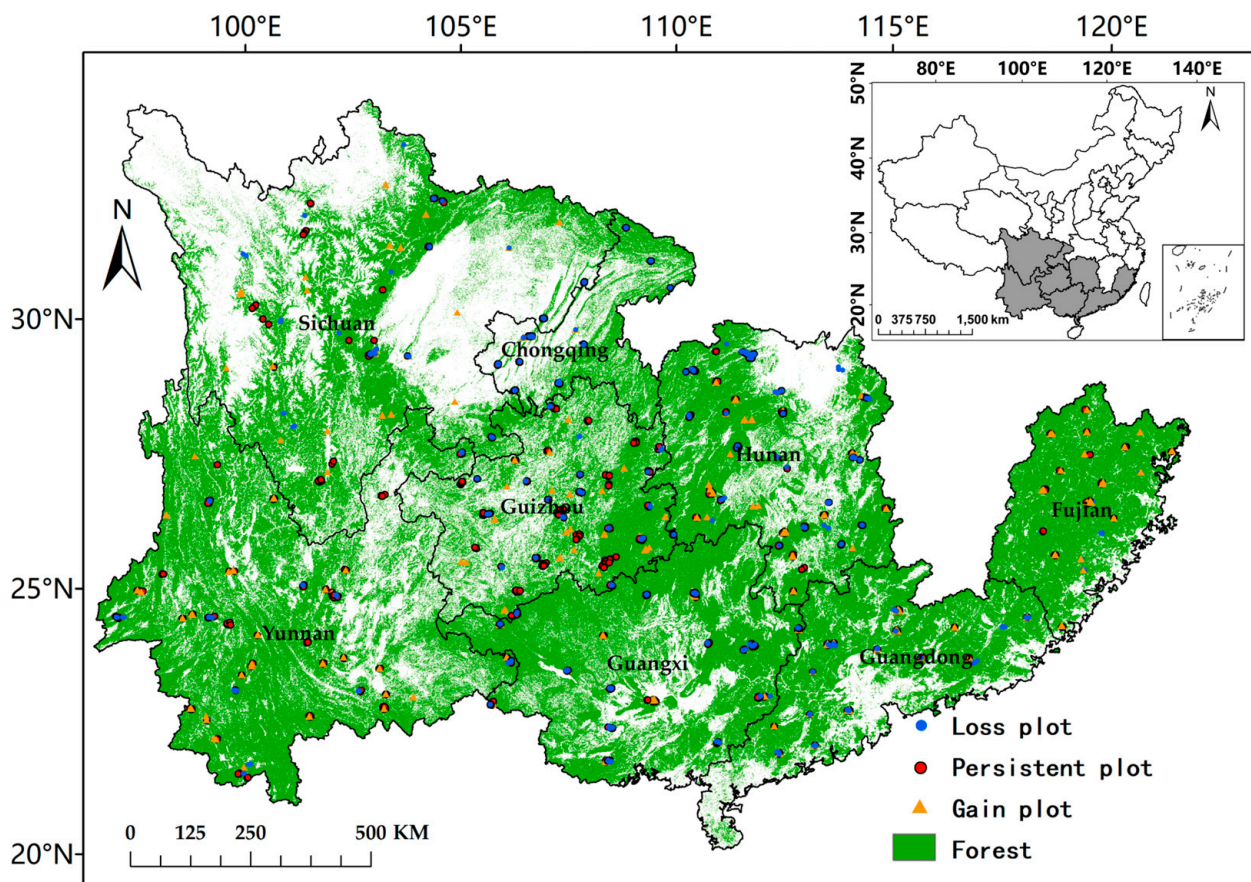 100°E 105°E 110°E 115°E 120°E
80°E 100°E 120°E 140°E
50°N
40°N
30°N
20°N
N
0 375 750 1,500 km
N
30°N
25°N
20°N
Sichuan
Chongqing
Hunan
Guizhou
Fujian
Yunnan
Guangxi
Guangdong
Loss plot
Persistent plot
Gain plot
Forest
0 125 250 500 KM